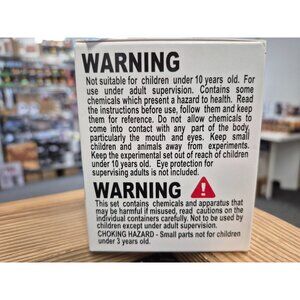 WARNING
Not suitable for children under 10 years old. For
use under adult supervision. Contains some
chemicals which present a hazard to health. Read
the instructions before use, follow them and keep
them for reference. Do not allow chemicals to
come into contact with any part of the body,
particularly the mouth and eyes. Keep small
children and animals away from experiments.
Keep the experimental set out of reach of children
under 10 years old. Eye protection for
supervising adults is not included.
WARNING
This set contains chemicals and apparatus that
may be harmful if misused, read cautions on the
individual containers carefully. Not to be used by
children except under adult supervision.
CHOKING HAZARD - Small parts not for children
under 3 years old.